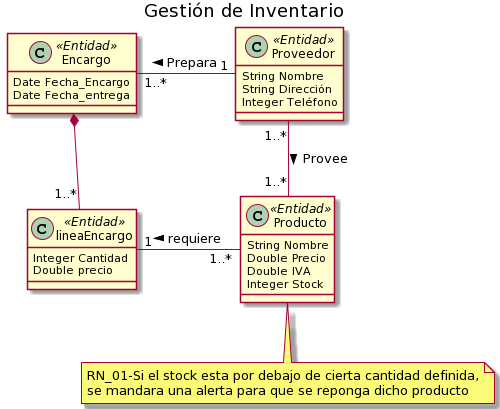 Gestión de Inventario
C «Entidad»
Encargo
Date Fecha_Encargo
Date Fecha_entrega
Prepara 1
1..*
C «Entidad»
Proveedor
String Nombre
String Dirección
Integer Teléfono
1..*
Provee
1..*
1..*
C «Entidad»
lineaEncargo
Integer Cantidad
Double precio
1 requiere
1..*
C «Entidad»
Producto
String Nombre
Double Precio
Double IVA
Integer Stock
RN_01-Si el stock esta por debajo de cierta cantidad definida,
se mandara una alerta para que se reponga dicho producto